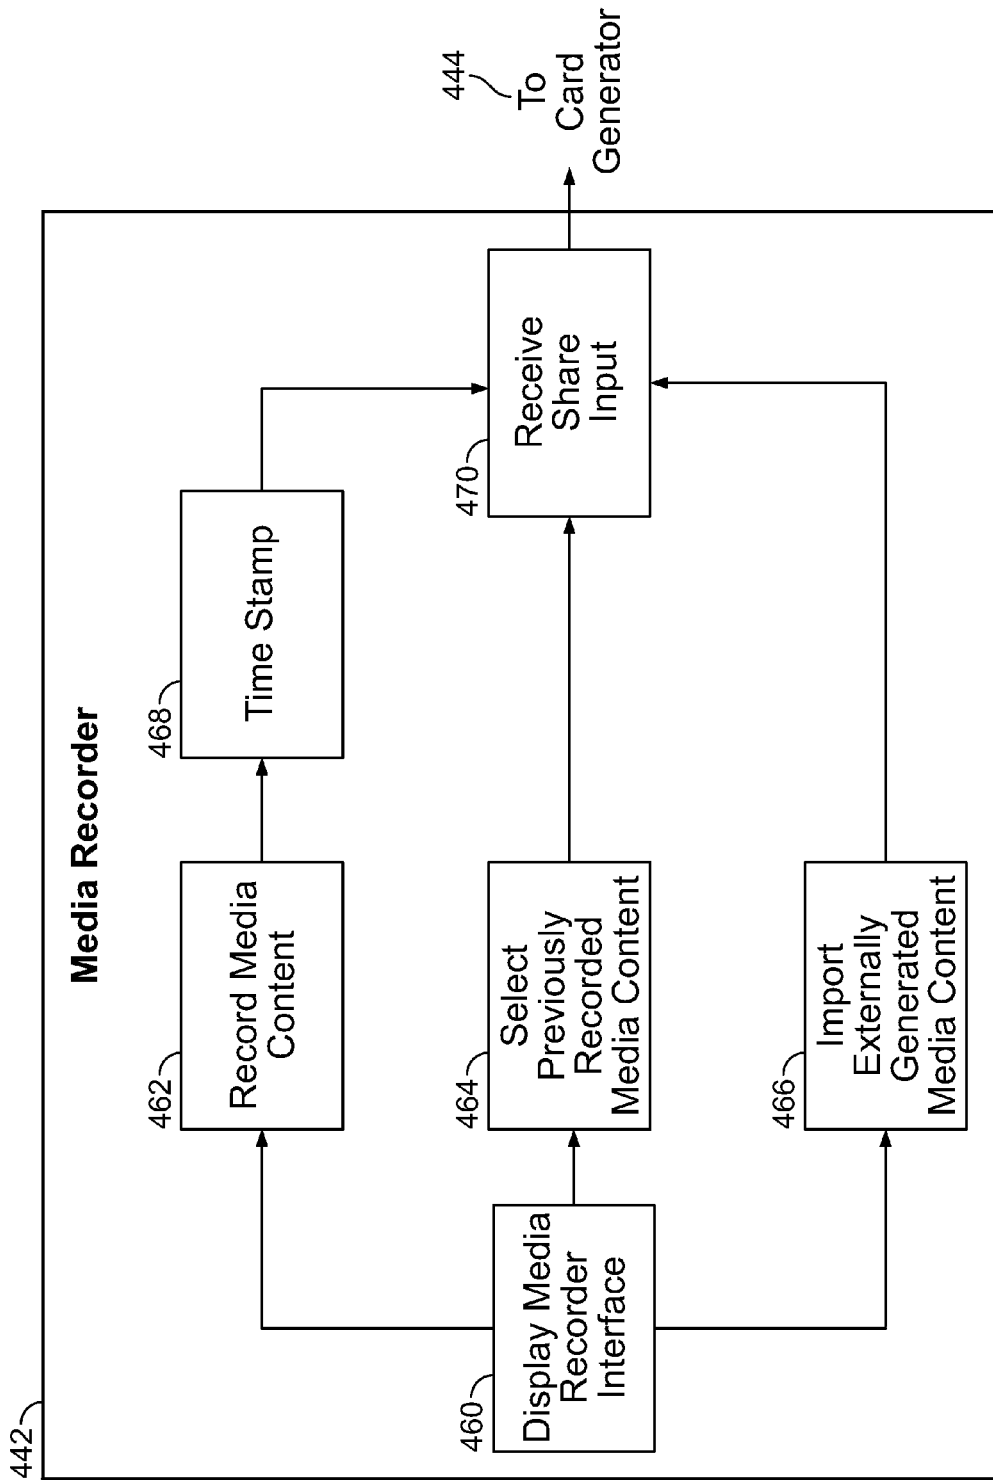 442
Media Recorder
460
Display Media
Recorder
Interface
462
Record Media
Content
468
Time Stamp
464
Select
Previously
Recorded
Media Content
466
Import
Externally
Generated
Media Content
470
Receive
Share
Input
444
To
Card
Generator